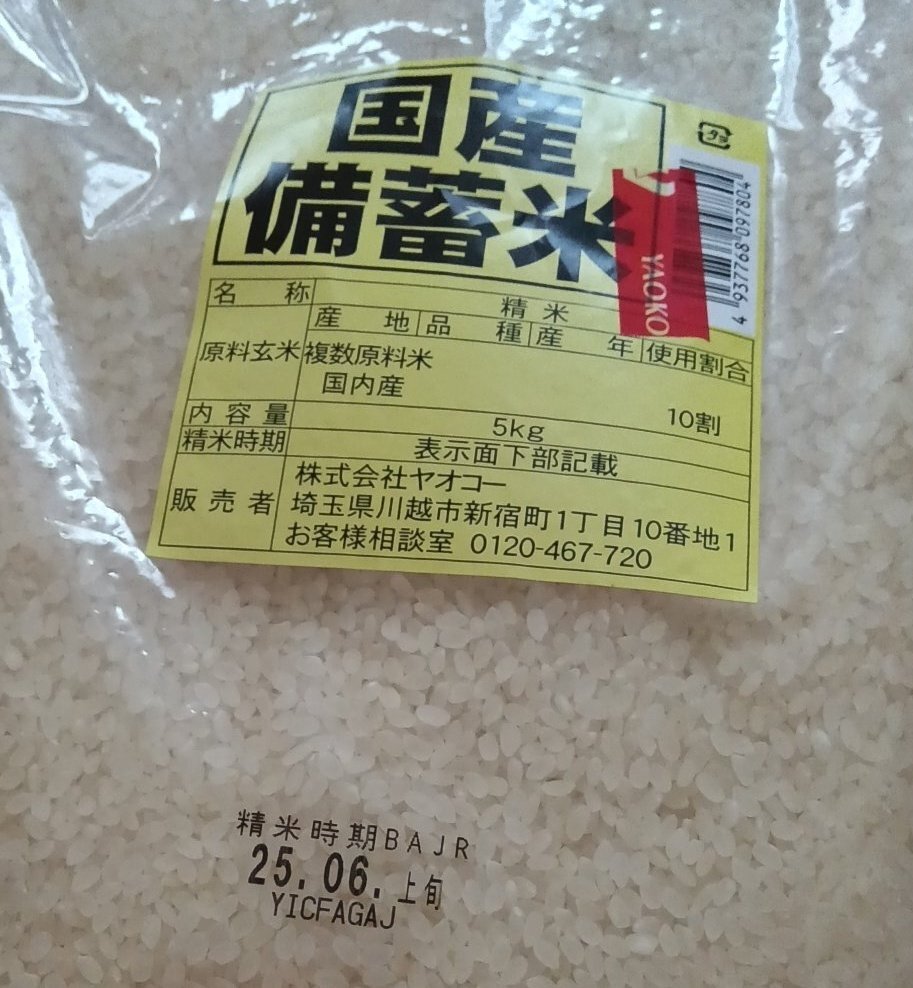 国産
備蓄米
プラ
4 937768 097804
YAOKO
名称 精米
産地 品種 産年 使用割合
原料玄米 複数原料米
国内産 10割
内容量 5kg
精米時期 表示面下部記載
販売者 株式会社ヤオコー
埼玉県川越市新宿町1丁目10番地1
お客様相談室 0120-467-720
精米時期BAJR
25.06.上旬
YICFAGAJ